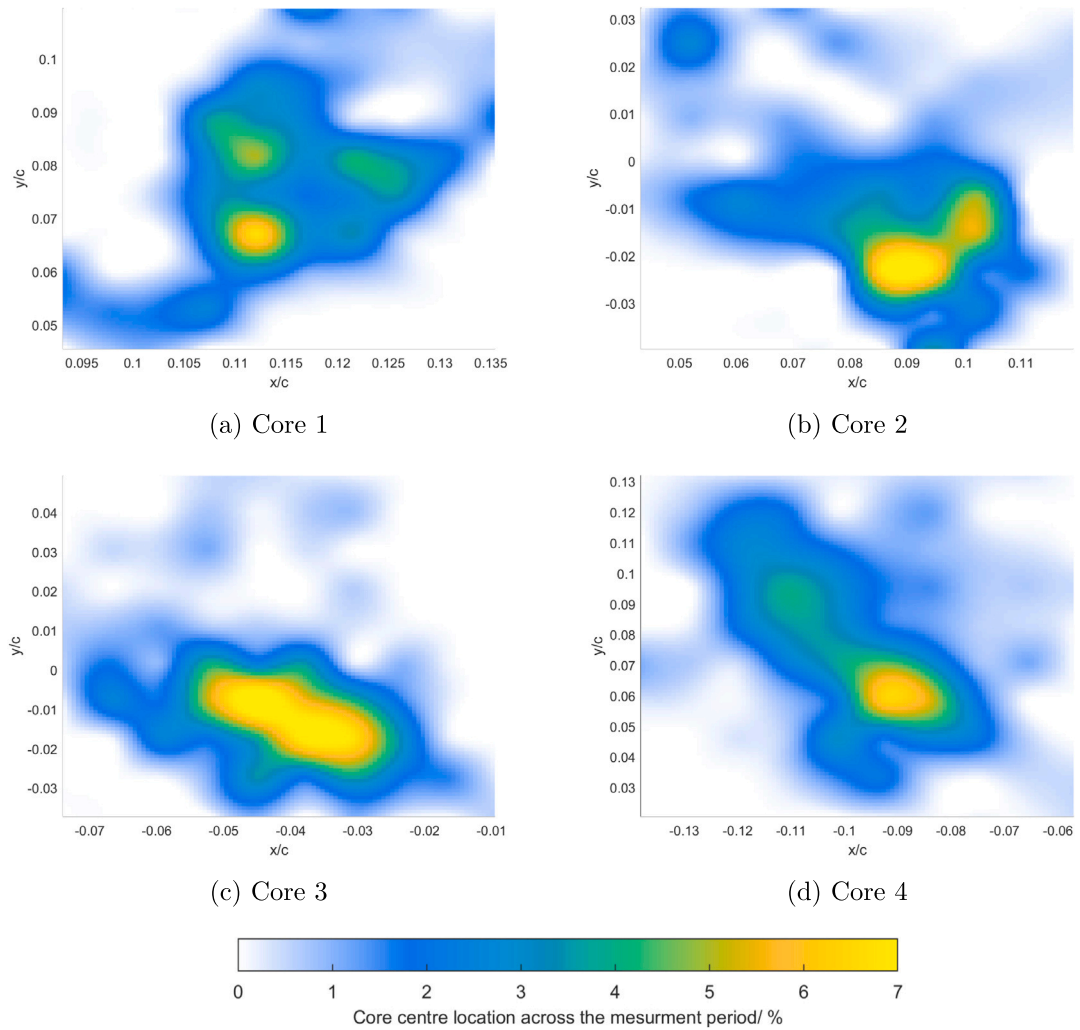 0.1
0.09
0.08
0.07
0.06
0.05
y/c
0.095 0.1 0.105 0.11 0.115 0.12 0.125 0.13 0.135
x/c
(a) Core 1
0.03
0.02
0.01
0
-0.01
-0.02
-0.03
y/c
0.05 0.06 0.07 0.08 0.09 0.1 0.11
x/c
(b) Core 2
0.04
0.03
0.02
0.01
0
-0.01
-0.02
-0.03
y/c
-0.07 -0.06 -0.05 -0.04 -0.03 -0.02 -0.01
x/c
(c) Core 3
0.13
0.12
0.11
0.1
0.09
0.08
0.07
0.06
0.05
0.04
0.03
y/c
-0.13 -0.12 -0.11 -0.1 -0.09 -0.08 -0.07 -0.06
x/c
(d) Core 4
0 1 2 3 4 5 6 7
Core centre location across the mesurment period/ %